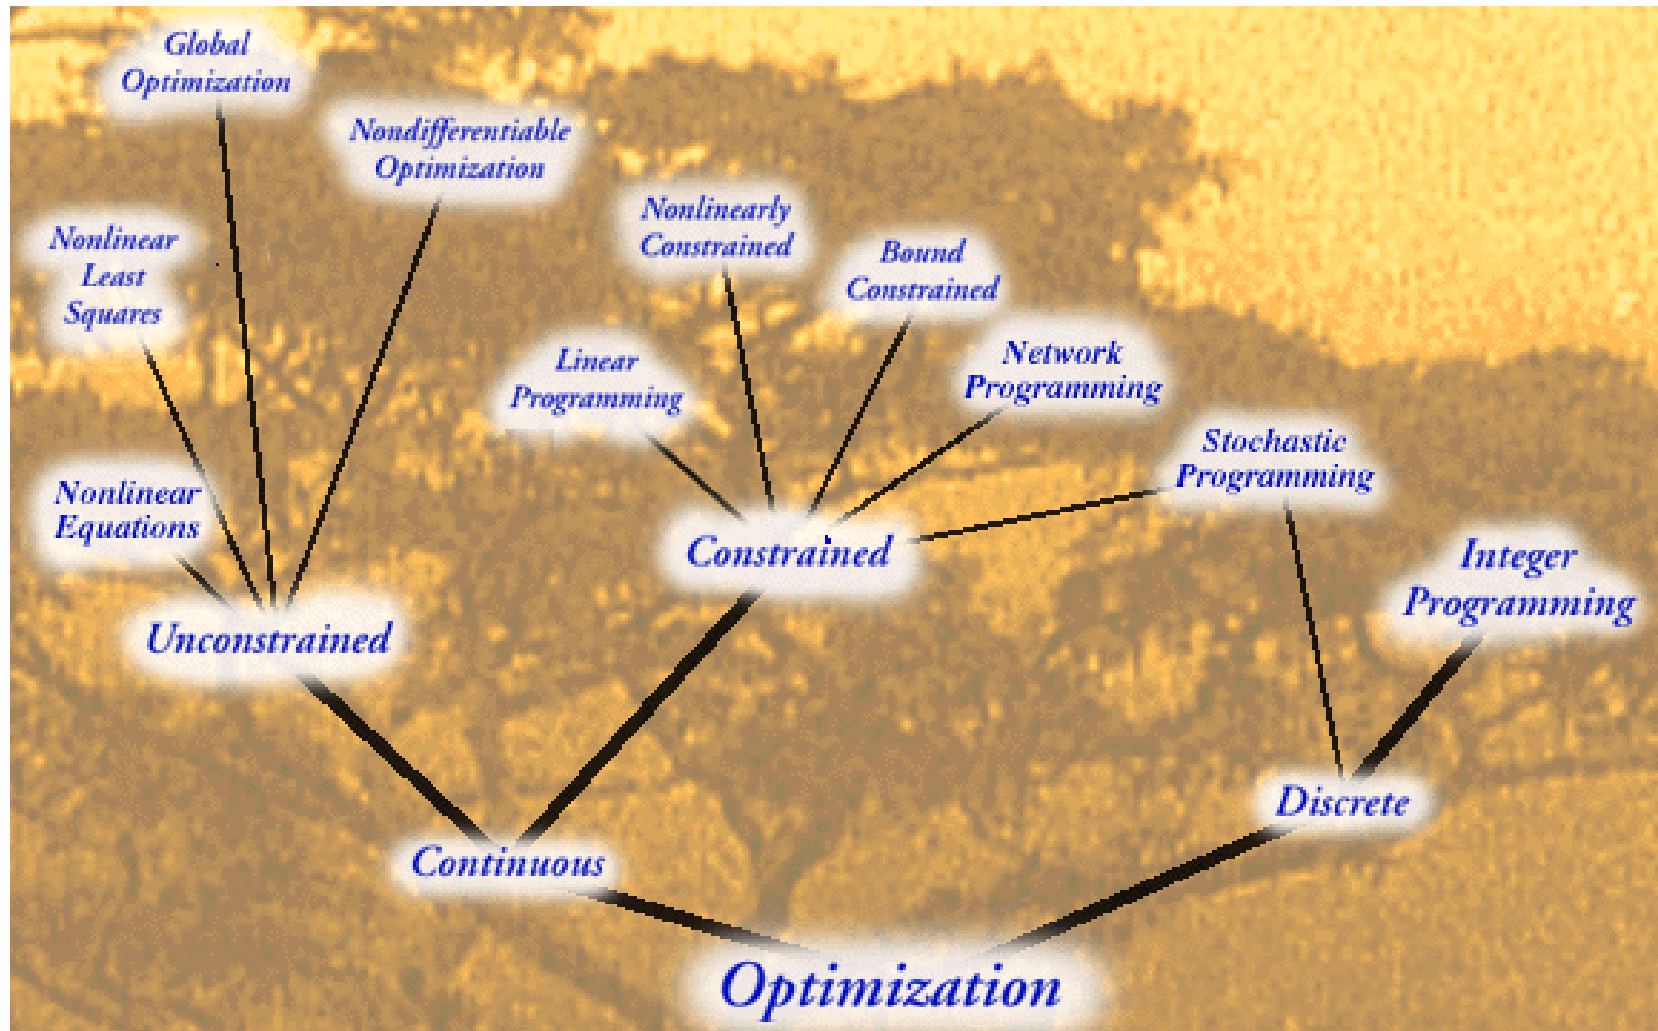 Global
Optimization
Nondifferentiable
Optimization
Nonlinear
Least
Squares
Nonlinearly
Constrained
Bound
Constrained
Linear
Programming
Network
Programming
Stochastic
Programming
Nonlinear
Equations
Constrained
Integer
Programming
Unconstrained
Discrete
Continuous
Optimization